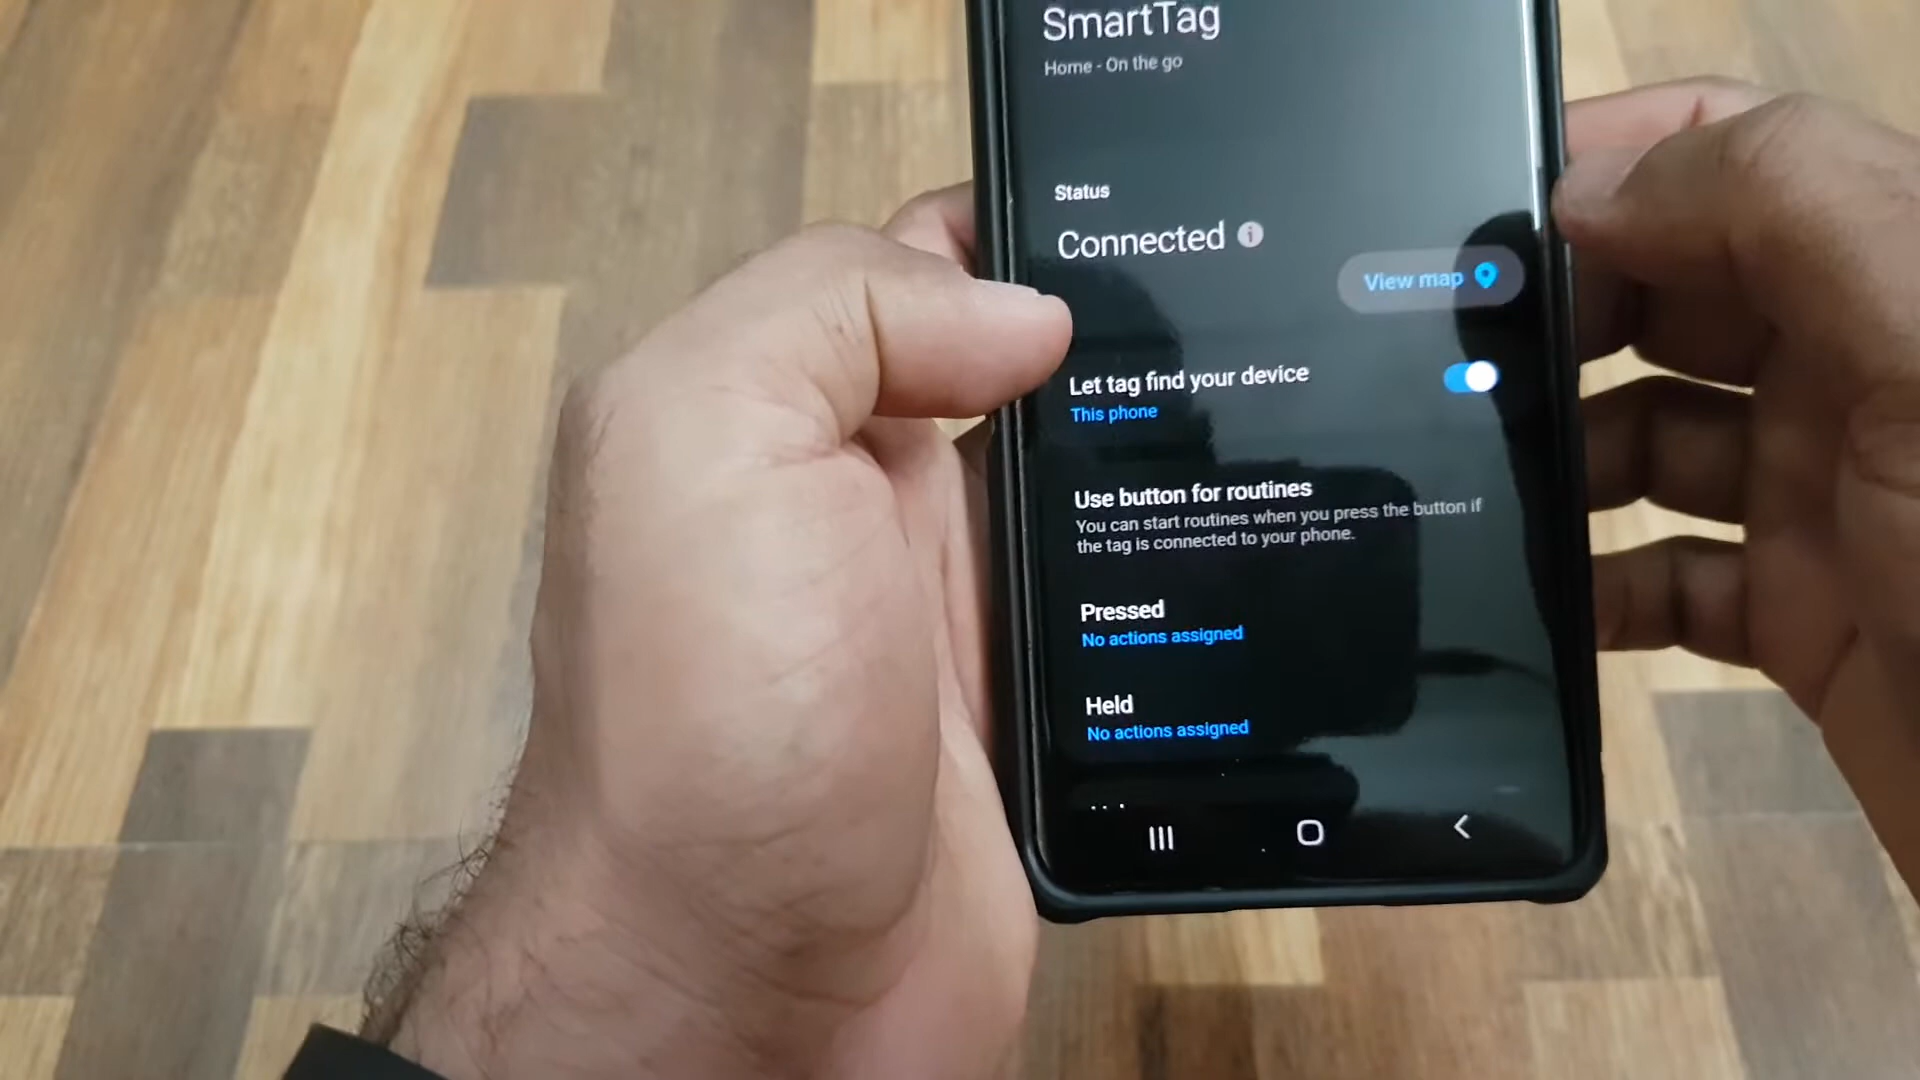 SmartTag
Home - On the go
Status
Connected
View map
Let tag find your device
This phone
Use button for routines
You can start routines when you press the button if
the tag is connected to your phone.
Pressed
No actions assigned
Held
No actions assigned